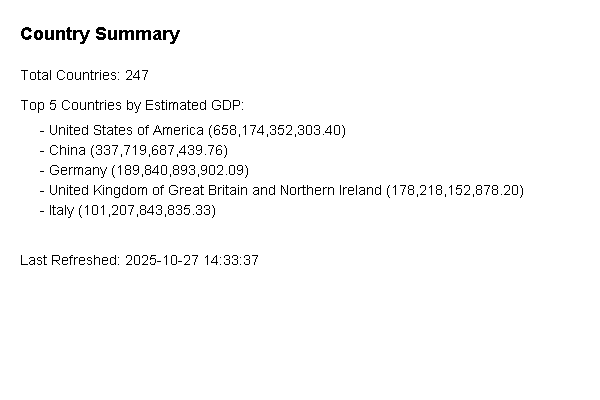 Country Summary
Total Countries: 247
Top 5 Countries by Estimated GDP:
- United States of America (658,174,352,303.40)
- China (337,719,687,439.76)
- Germany (189,840,893,902.09)
- United Kingdom of Great Britain and Northern Ireland (178,218,152,878.20)
- Italy (101,207,843,835.33)
Last Refreshed: 2025-10-27 14:33:37